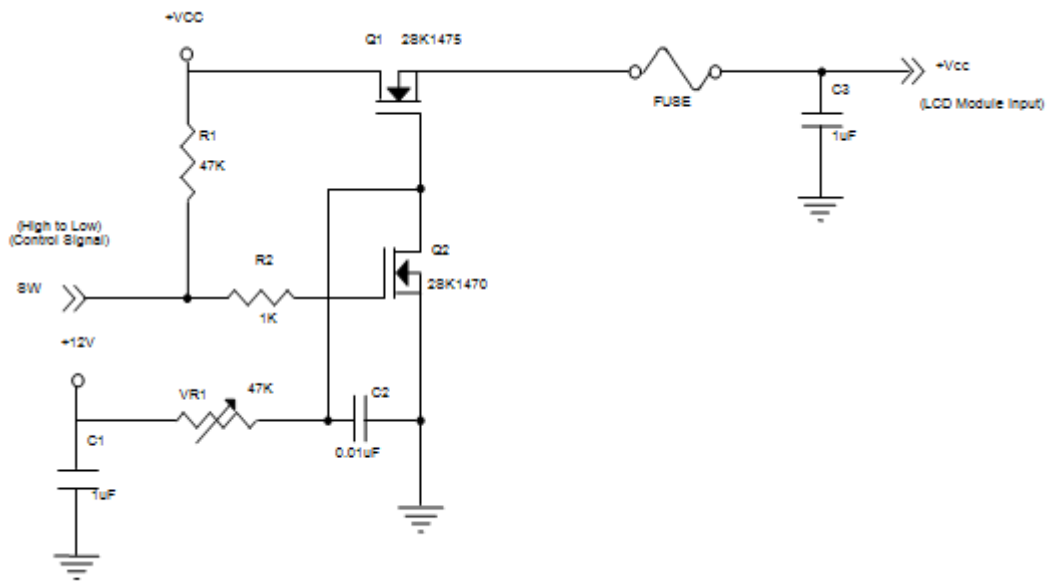 +VCC
Q1 2SK1475
FUSE
+Vcc
C3
(LCD Module Input)
1uF
R1
47K
(High to Low)
(Control Signal)
SW
R2
1K
Q2
2SK1470
+12V
VR1
47K
C2
0.01uF
C1
1uF